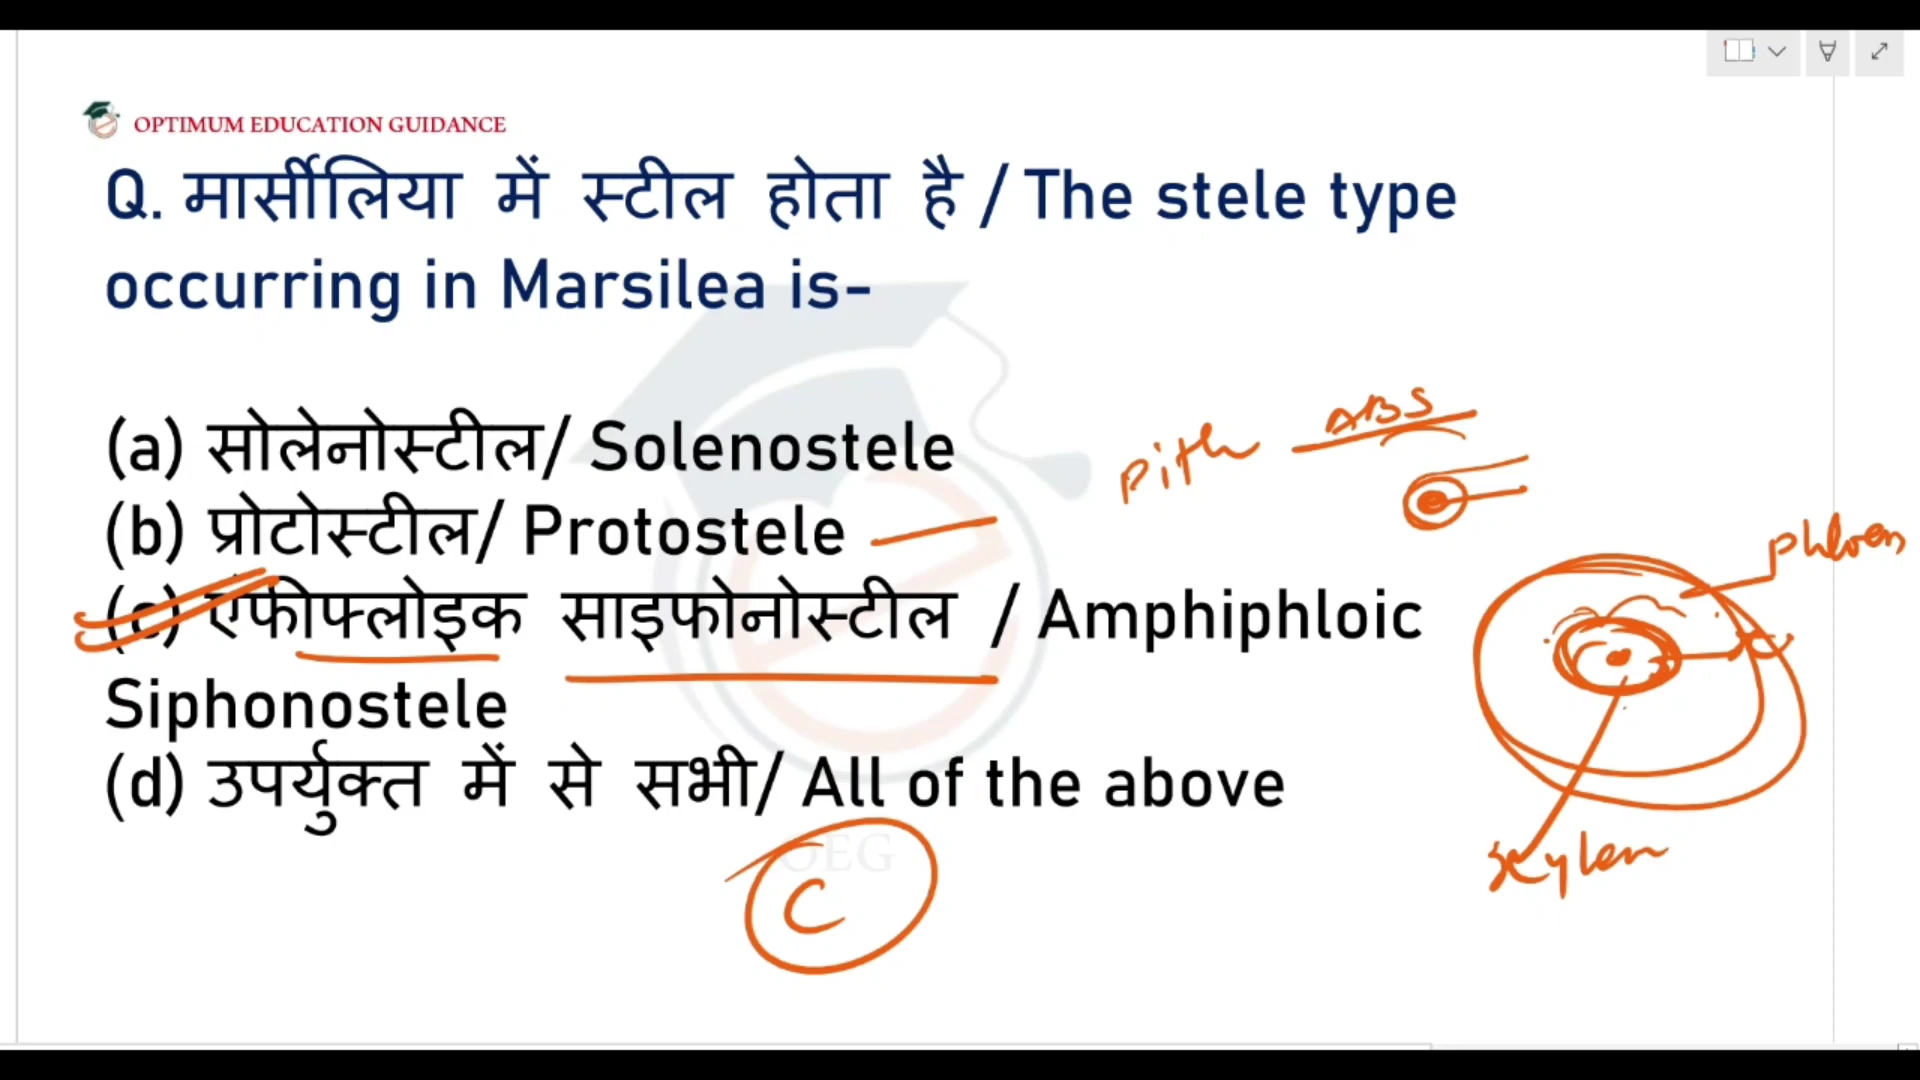 OPTIMUM EDUCATION GUIDANCE
Q. मार्सीलिया में स्टील होता है / The stele type
occurring in Marsilea is-
(a) सोलेनोस्टील/ Solenostele
(b) प्रोटोस्टील/ Protostele
(c) एंफीफ्लोइक साइफोनोस्टील / Amphiphloic
Siphonostele
(d) उपर्युक्त में से सभी/ All of the above
Pith ABS
phloem
xylem
OEG
C